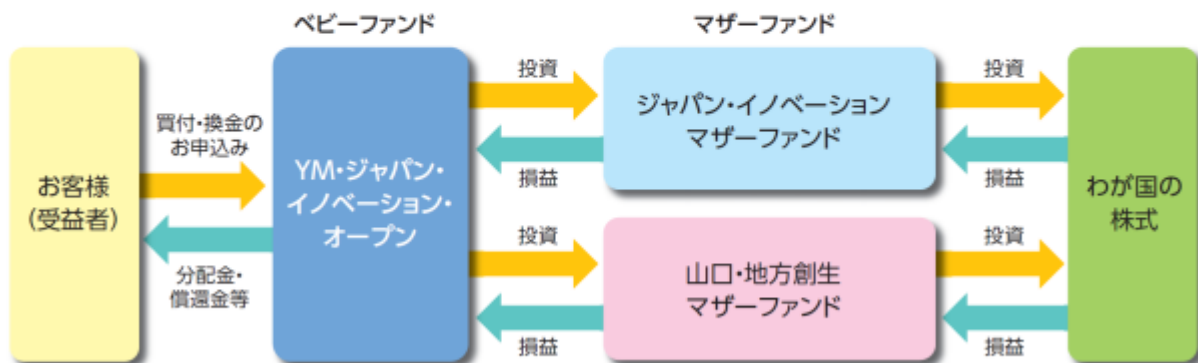 ベビーファンド
マザーファンド
お客様
(受益者)
買付・換金の
お申込み
分配金・
償還金等
YM・ジャパン・
イノベーション・
オープン
投資
損益
投資
損益
ジャパン・イノベーション
マザーファンド
山口・地方創生
マザーファンド
投資
損益
投資
損益
わが国の
株式